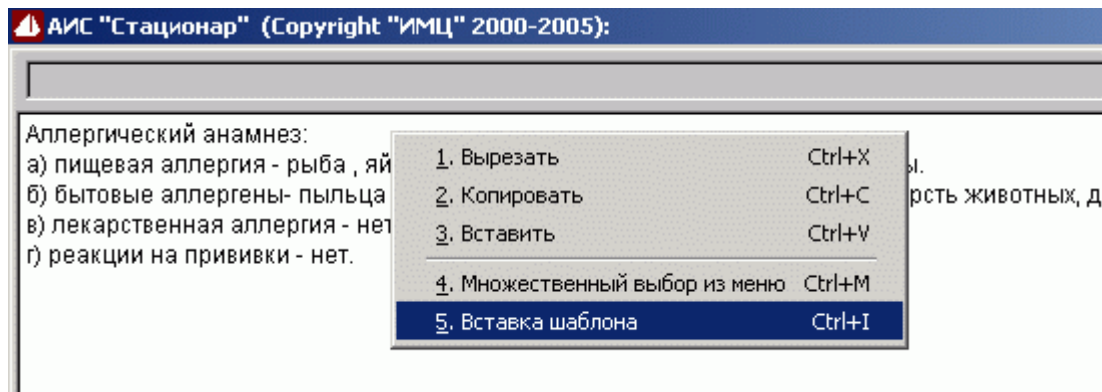 АИС "Стационар" (Copyright "ИМЦ" 2000-2005):
Аллергический анамнез:
а) пищевая аллергия - рыба , яй
б) бытовые аллергены- пыльца рсть животных, д
в) лекарственная аллергия - нет
г) реакции на прививки - нет.
1. Вырезать Ctrl+X
2. Копировать Ctrl+C
3. Вставить Ctrl+V
4. Множественный выбор из меню Ctrl+M
5. Вставка шаблона Ctrl+I